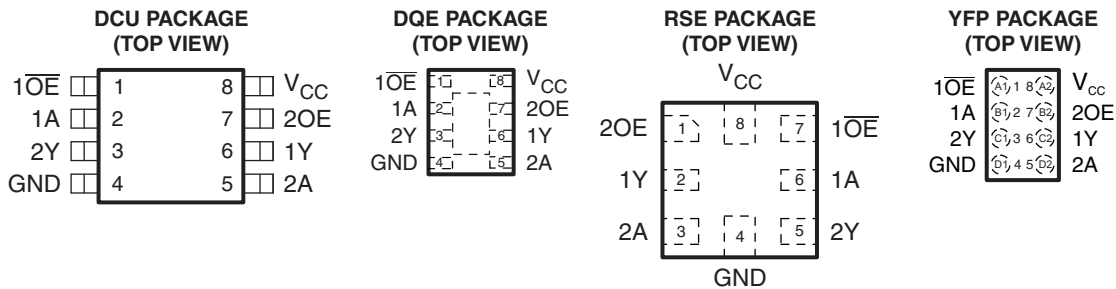 DCU PACKAGE
(TOP VIEW)
1O̅E̅ 1 8 VCC
1A 2 7 2OE
2Y 3 6 1Y
GND 4 5 2A
DQE PACKAGE
(TOP VIEW)
1O̅E̅ 1 8 VCC
1A 2 7 2OE
2Y 3 6 1Y
GND 4 5 2A
RSE PACKAGE
(TOP VIEW)
VCC
2OE 1 8 7 1O̅E̅
1Y 2 6 1A
2A 3 4 5 2Y
GND
YFP PACKAGE
(TOP VIEW)
1O̅E̅ A1 1 8 A2 VCC
1A B1 2 7 B2 2OE
2Y C1 3 6 C2 1Y
GND D1 4 5 D2 2A